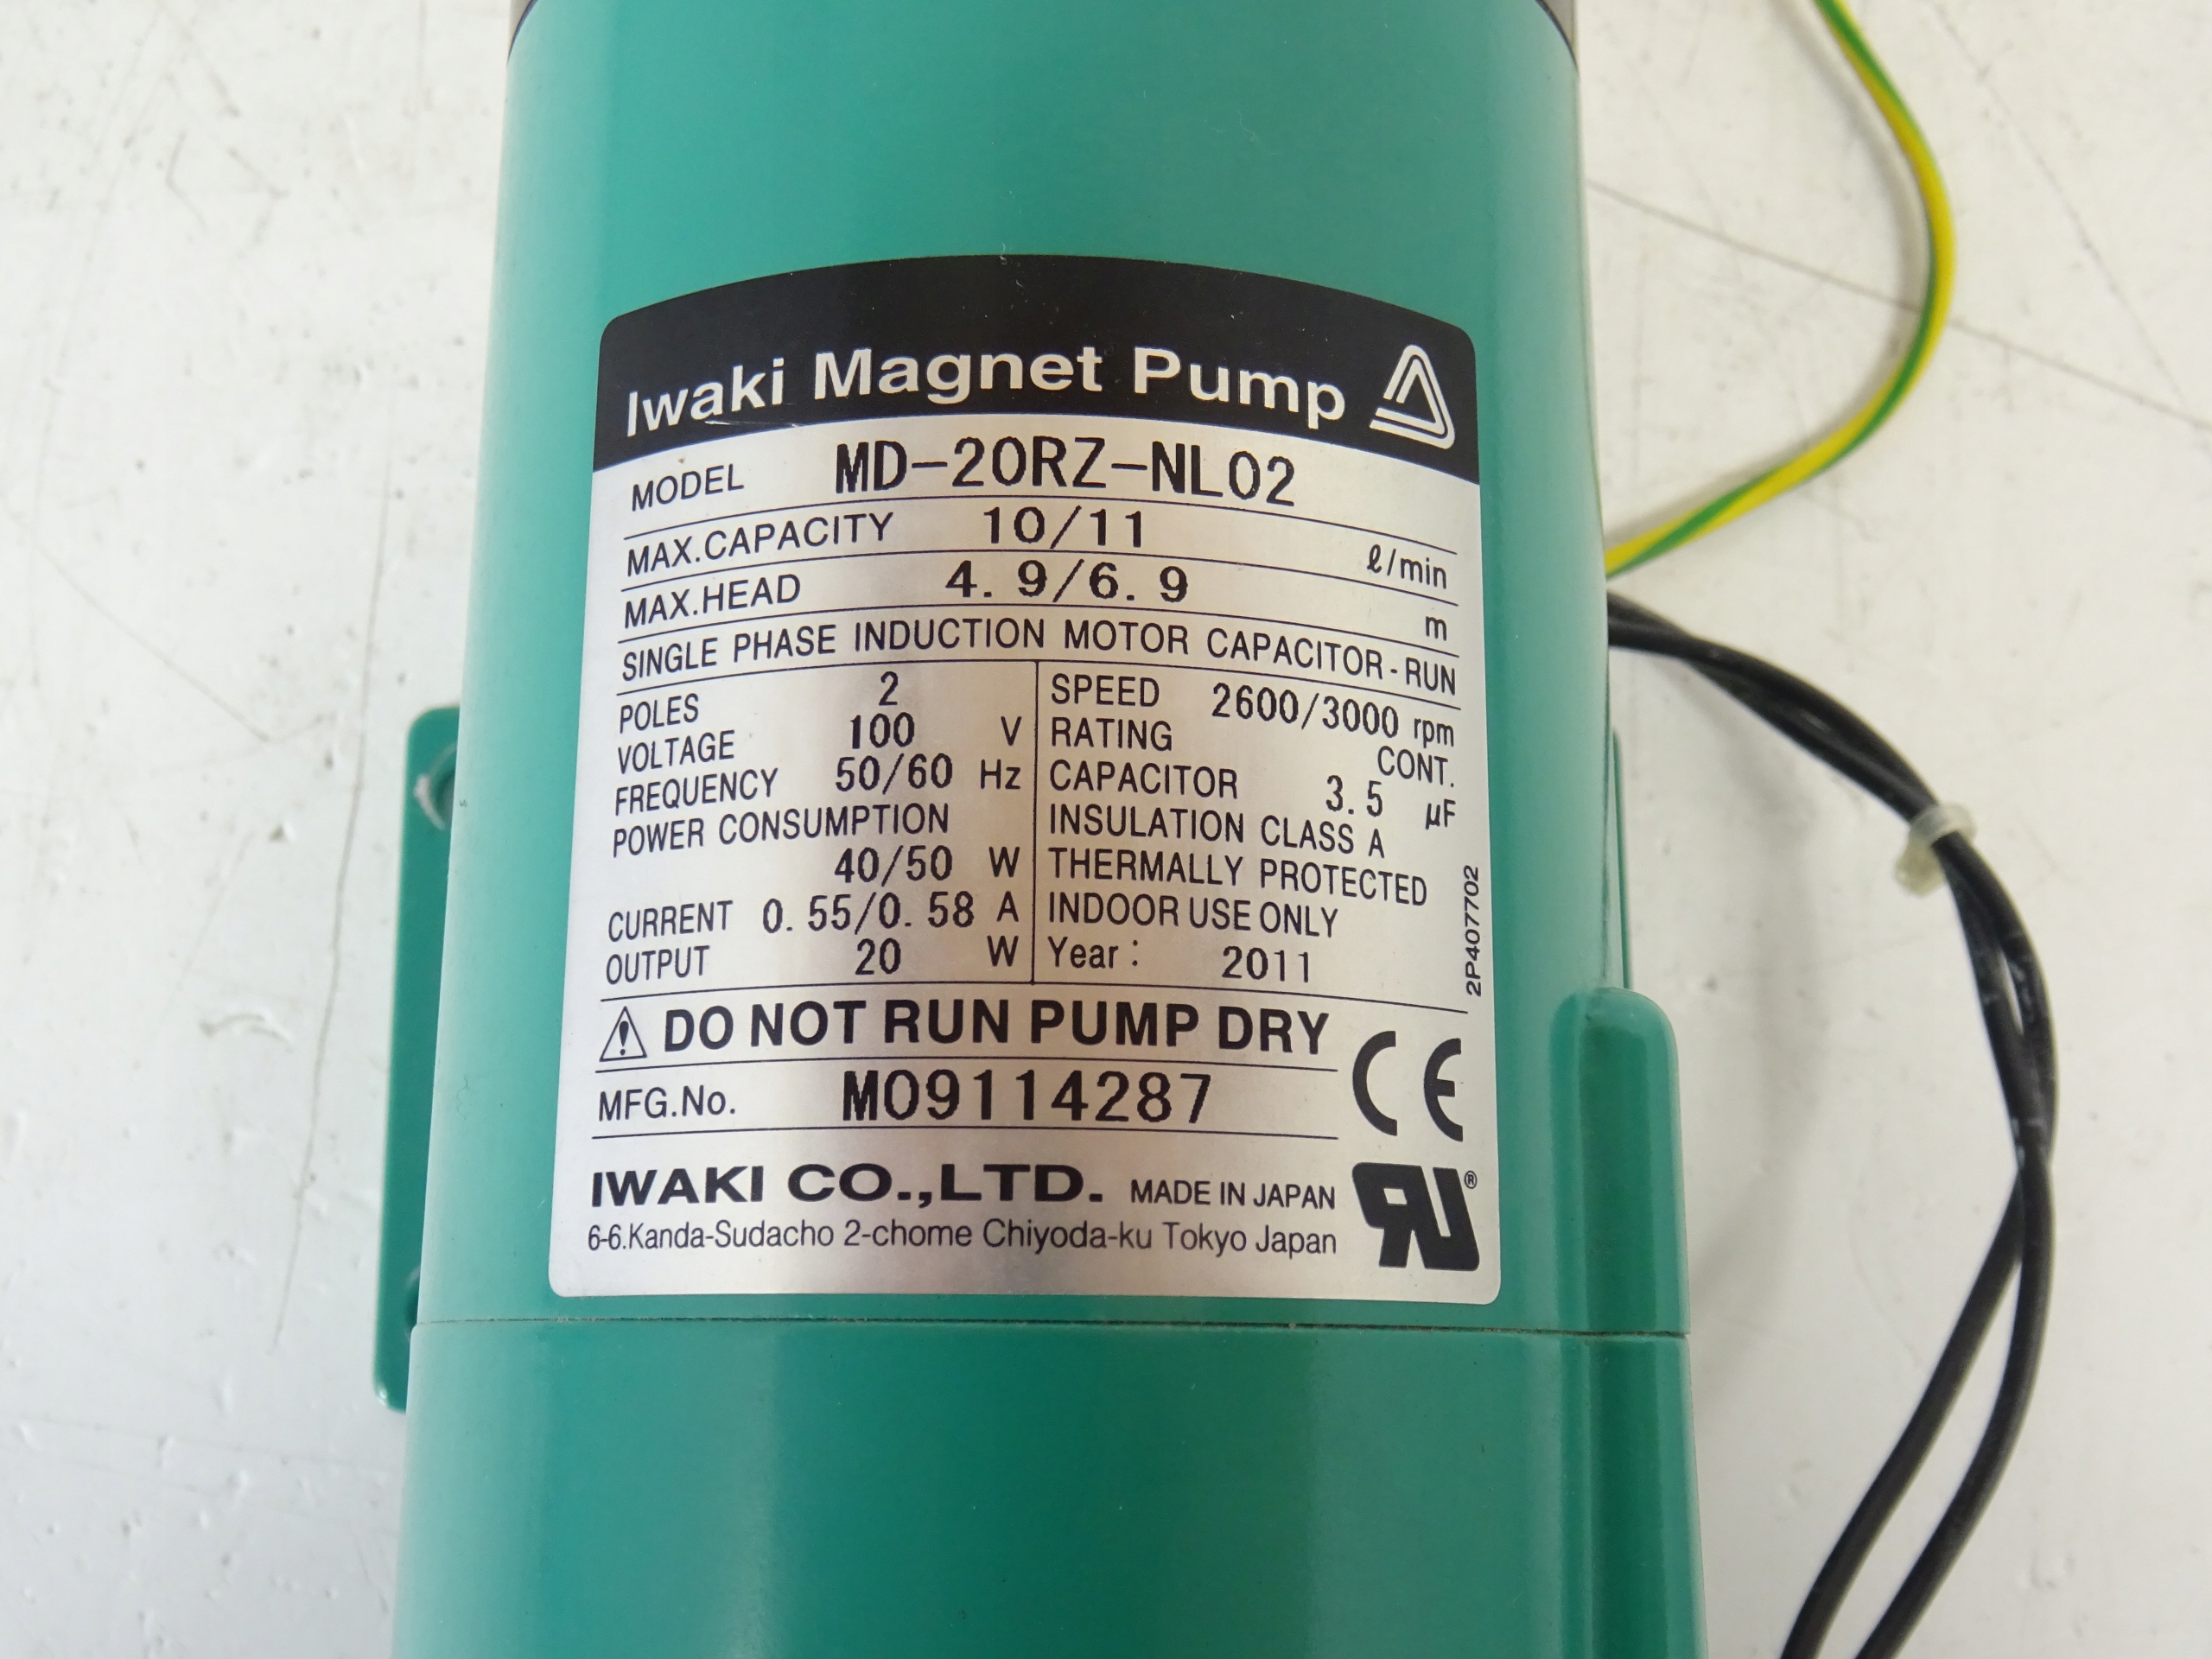 Iwaki Magnet Pump
MODEL MD-20RZ-NL02
MAX.CAPACITY 10/11 ℓ/min
MAX.HEAD 4.9/6.9 m
SINGLE PHASE INDUCTION MOTOR CAPACITOR-RUN
POLES 2
VOLTAGE 100 V
FREQUENCY 50/60 Hz
POWER CONSUMPTION
40/50 W
CURRENT 0.55/0.58 A
OUTPUT 20 W
SPEED 2600/3000 rpm
RATING CONT.
CAPACITOR 3.5 μF
INSULATION CLASS A
THERMALLY PROTECTED
INDOOR USE ONLY
Year: 2011
2P407702
DO NOT RUN PUMP DRY
MFG.No. M09114287
CE
IWAKI CO.,LTD. MADE IN JAPAN
6-6.Kanda-Sudacho 2-chome Chiyoda-ku Tokyo Japan
RU®